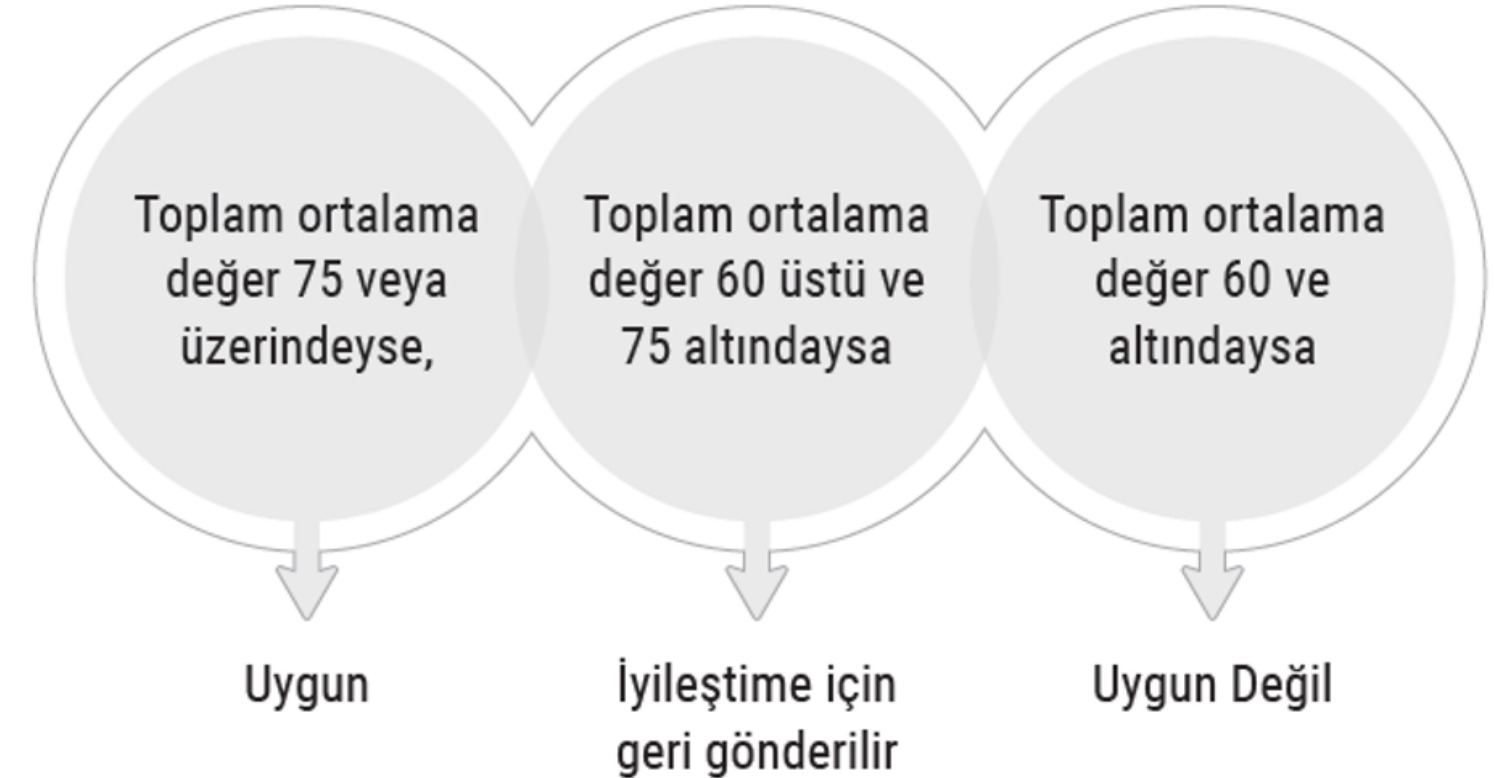 Toplam ortalama
değer 75 veya
üzerindeyse,
Toplam ortalama
değer 60 üstü ve
75 altındaysa
Toplam ortalama
değer 60 ve
altındaysa
Uygun
İyileştime için
geri gönderilir
Uygun Değil